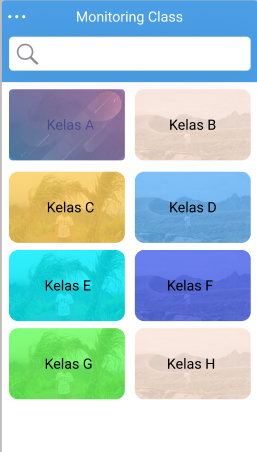 Monitoring Class
Kelas A
Kelas B
Kelas C
Kelas D
Kelas E
Kelas F
Kelas G
Kelas H